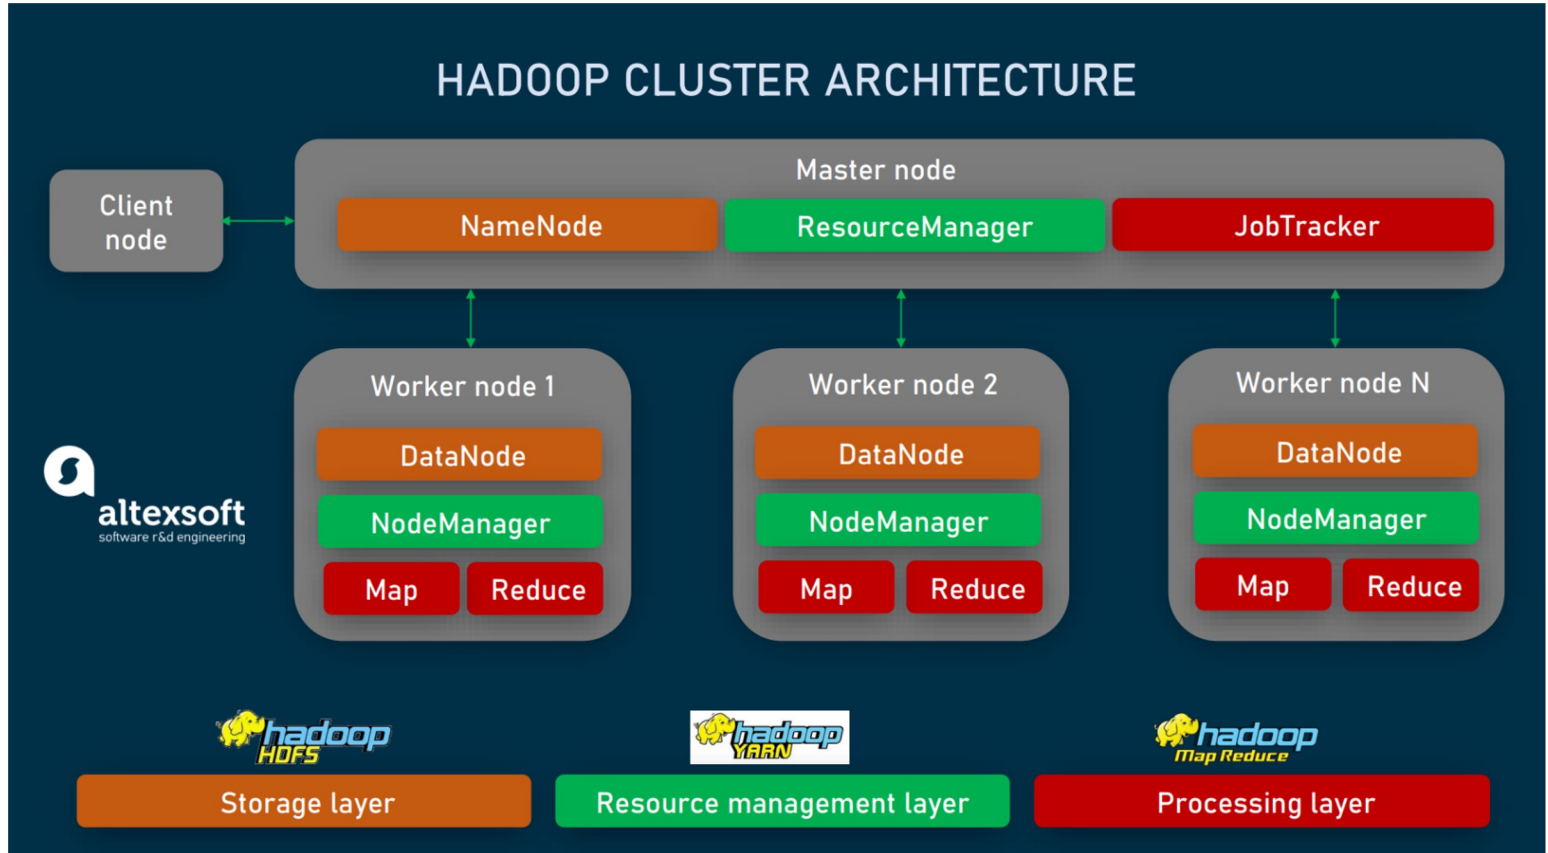 HADOOP CLUSTER ARCHITECTURE
Client
node
Master node
NameNode
ResourceManager
JobTracker
Worker node 1
DataNode
NodeManager
Map
Reduce
Worker node 2
DataNode
NodeManager
Map
Reduce
Worker node N
DataNode
NodeManager
Map
Reduce
altexsoft
software r&d engineering
hadoop
HDFS
Storage layer
hadoop
YARN
Resource management layer
hadoop
Map Reduce
Processing layer